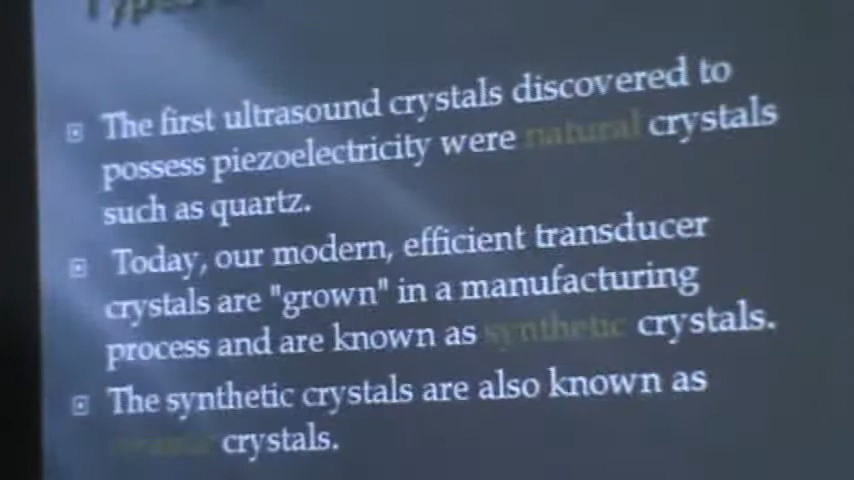 The first ultrasound crystals discovered to
possess piezoelectricity were natural crystals
such as quartz.
Today, our modern, efficient transducer
crystals are "grown" in a manufacturing
process and are known as synthetic crystals.
The synthetic crystals are also known as
crystals.